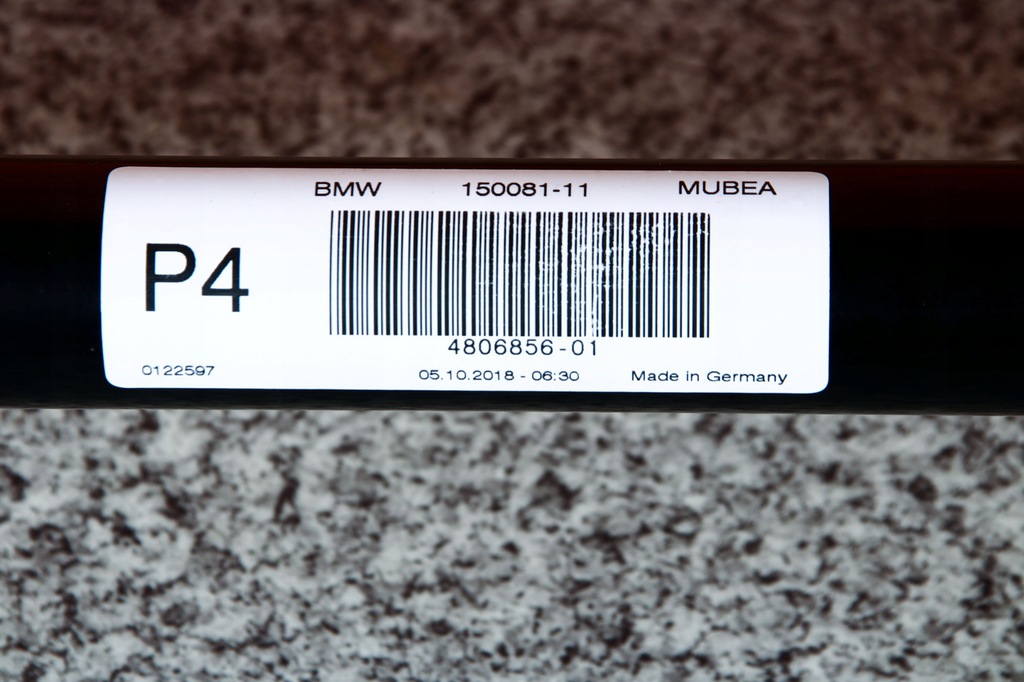 BMW 150081-11 MUBEA
P4
4806856-01
0122597 05.10.2018 - 06:30 Made in Germany